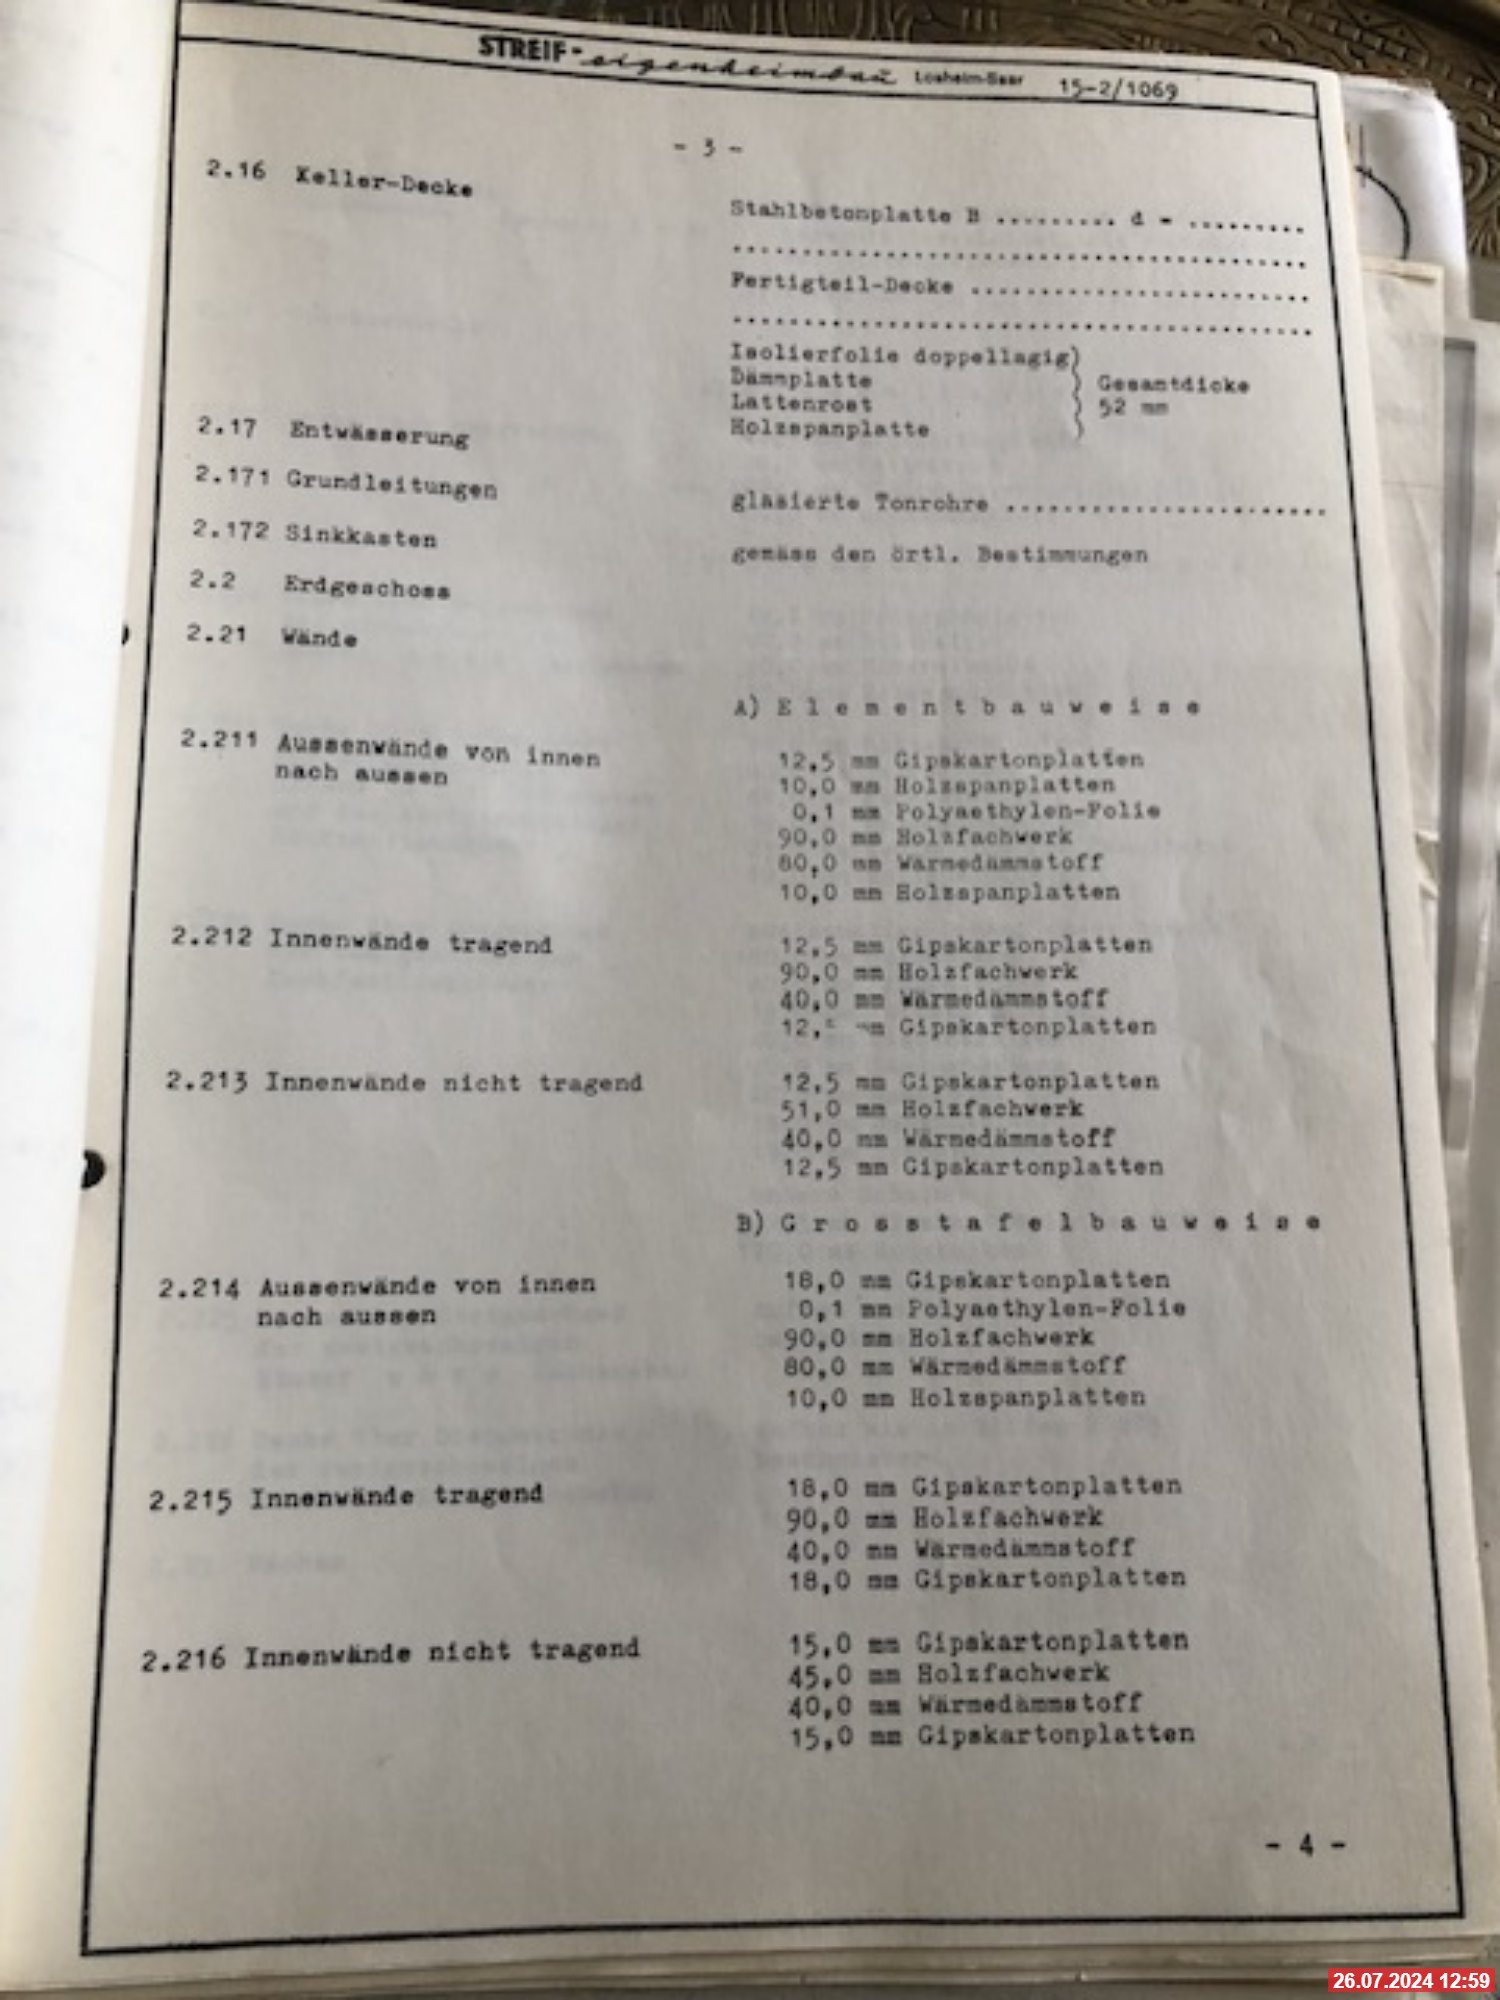 STREIF-eigenheimbau Losheim-Saar 15-2/1069
- 3 -
2.16 Keller-Decke
Stahlbetonplatte B ......... d = .........
..........................................
Fertigteil-Decke .........................
..........................................
Isolierfolie doppellagig)
Dämmplatte
Lattenrost
Holzspanplatte
Gesamtdicke
52 mm
2.17 Entwässerung
2.171 Grundleitungen glasierte Tonrohre .......................
2.172 Sinkkasten gemäss den örtl. Bestimmungen
2.2 Erdgeschoss
2.21 Wände
A) E l e m e n t b a u w e i s e
2.211 Aussenwände von innen
nach aussen
12,5 mm Gipskartonplatten
10,0 mm Holzspanplatten
0,1 mm Polyaethylen-Folie
90,0 mm Holzfachwerk
80,0 mm Wärmedämmstoff
10,0 mm Holzspanplatten
2.212 Innenwände tragend
12,5 mm Gipskartonplatten
90,0 mm Holzfachwerk
40,0 mm Wärmedämmstoff
12, mm Gipskartonplatten
2.213 Innenwände nicht tragend
12,5 mm Gipskartonplatten
51,0 mm Holzfachwerk
40,0 mm Wärmedämmstoff
12,5 mm Gipskartonplatten
B) G r o s s t a f e l b a u w e i s e
2.214 Aussenwände von innen
nach aussen
18,0 mm Gipskartonplatten
0,1 mm Polyaethylen-Folie
90,0 mm Holzfachwerk
80,0 mm Wärmedämmstoff
10,0 mm Holzspanplatten
2.215 Innenwände tragend
18,0 mm Gipskartonplatten
90,0 mm Holzfachwerk
40,0 mm Wärmedämmstoff
18,0 mm Gipskartonplatten
2.216 Innenwände nicht tragend
15,0 mm Gipskartonplatten
45,0 mm Holzfachwerk
40,0 mm Wärmedämmstoff
15,0 mm Gipskartonplatten
- 4 -
26.07.2024 12:59